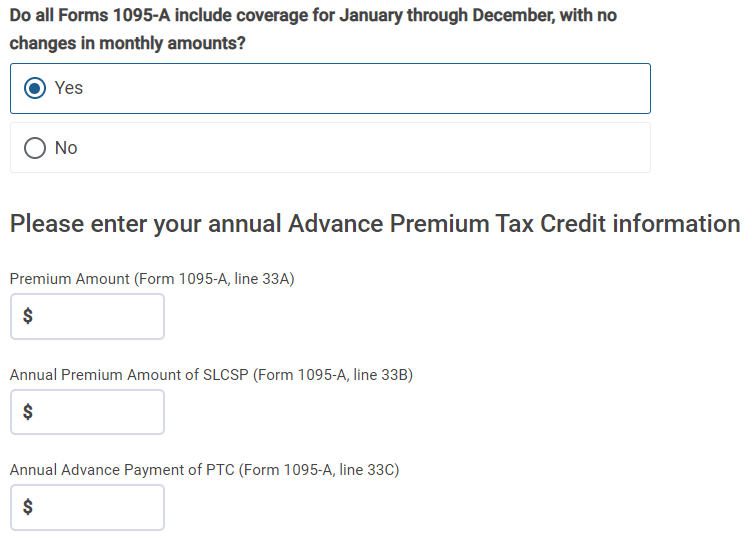 Do all Forms 1095-A include coverage for January through December, with no
changes in monthly amounts?
Yes
No
Please enter your annual Advance Premium Tax Credit information
Premium Amount (Form 1095-A, line 33A)
$
Annual Premium Amount of SLCSP (Form 1095-A, line 33B)
$
Annual Advance Payment of PTC (Form 1095-A, line 33C)
$